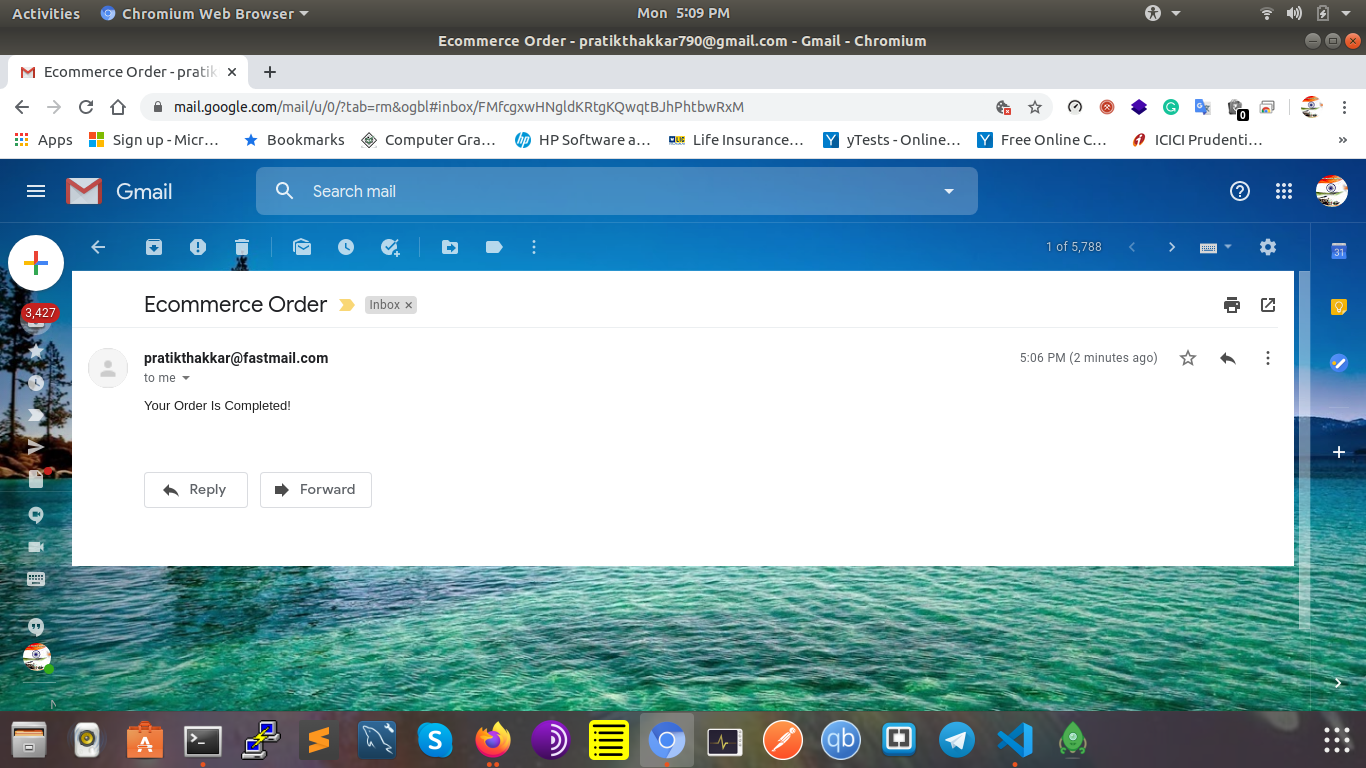 Activities Chromium Web Browser Mon 5:09 PM
Ecommerce Order - pratikthakkar790@gmail.com - Gmail - Chromium
Ecommerce Order - pratik
mail.google.com/mail/u/0/?tab=rm&ogbl#inbox/FMfcgxwHNgldKRtgKQwqtBJhPhtbwRxM 0
Apps Sign up - Micr… Bookmarks Computer Gra… HP Software a… LIC Life Insurance… yTests - Online… Free Online C… ICICI Prudenti… »
Gmail Search mail
1 of 5,788 31
Ecommerce Order Inbox ×
3,427
pratikthakkar@fastmail.com 5:06 PM (2 minutes ago)
to me
Your Order Is Completed!
Reply Forward